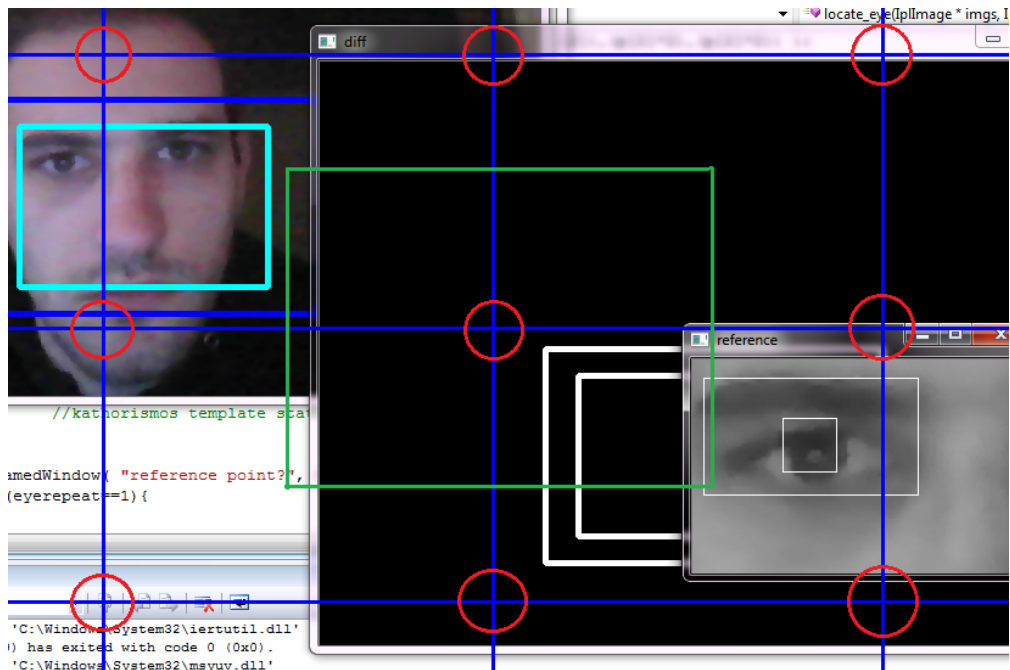 locate_eye(IplImage * imgs, I
diff
reference
//kathorismos template sta
amedWindow( "reference point?",
(eyerepeat==1){
'C:\Windows\System32\iertutil.dll'
) has exited with code 0 (0x0).
'C:\Windows\System32\msyuv.dll'